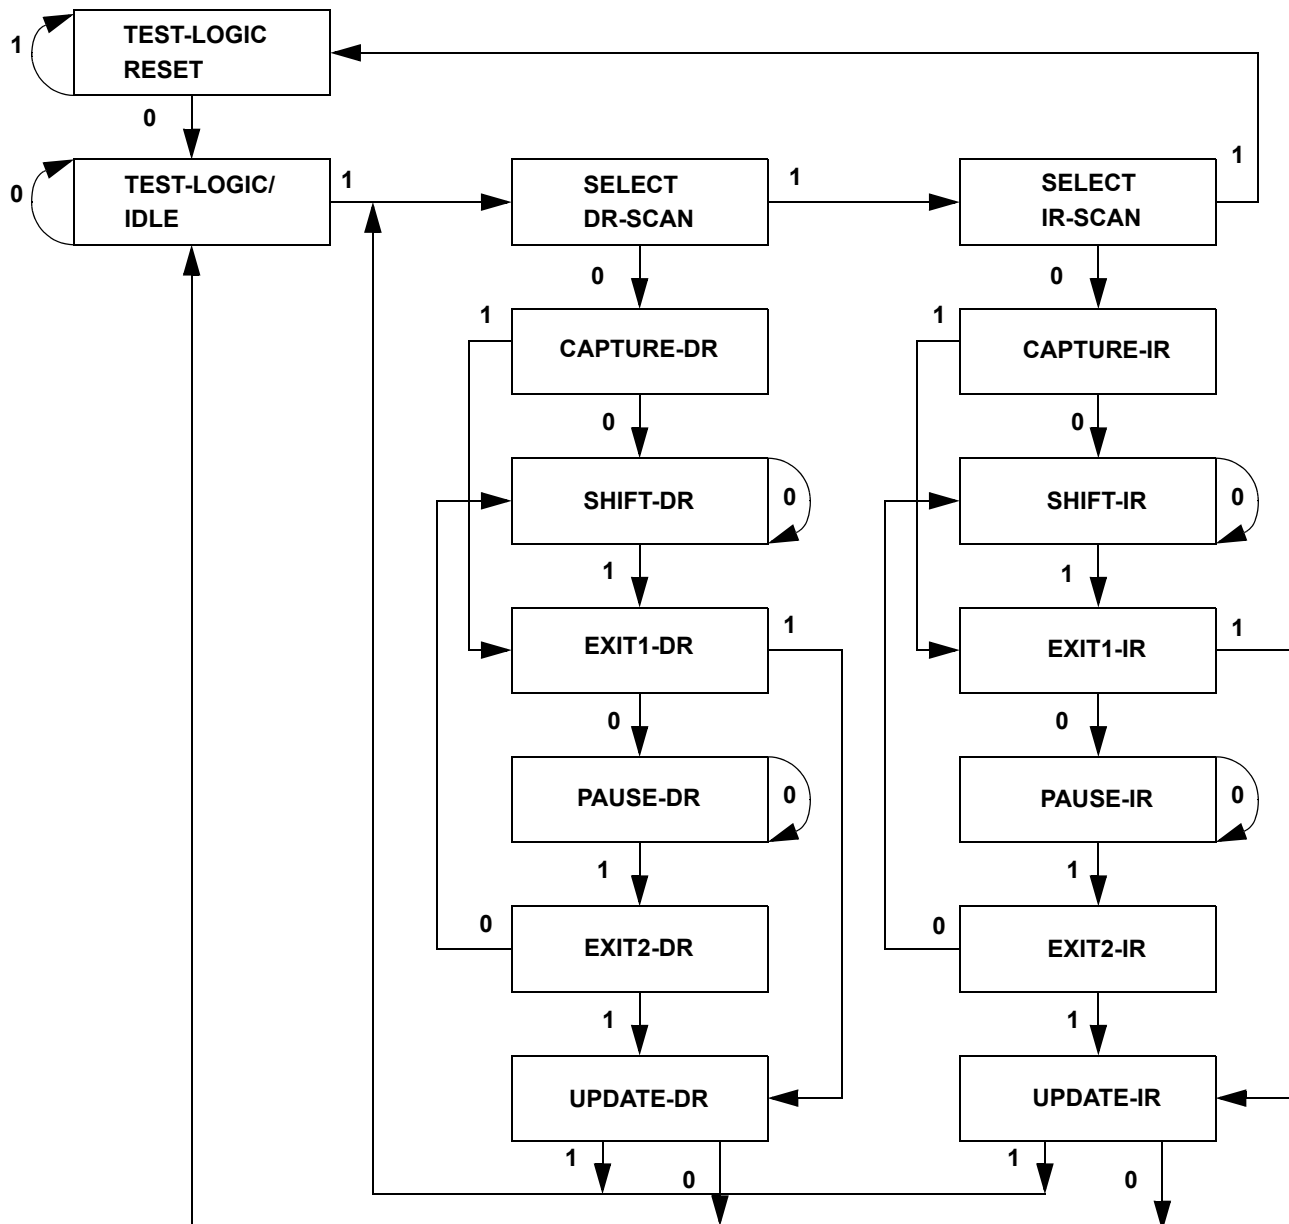 TEST-LOGIC
RESET
1
0
TEST-LOGIC/
IDLE
0
1
SELECT
DR-SCAN
1
SELECT
IR-SCAN
1
0
0
1
CAPTURE-DR
1
CAPTURE-IR
0
0
SHIFT-DR
0
SHIFT-IR
0
1
1
EXIT1-DR
1
EXIT1-IR
1
0
0
PAUSE-DR
0
PAUSE-IR
0
1
1
0
EXIT2-DR
0
EXIT2-IR
1
1
UPDATE-DR
UPDATE-IR
1
0
1
0